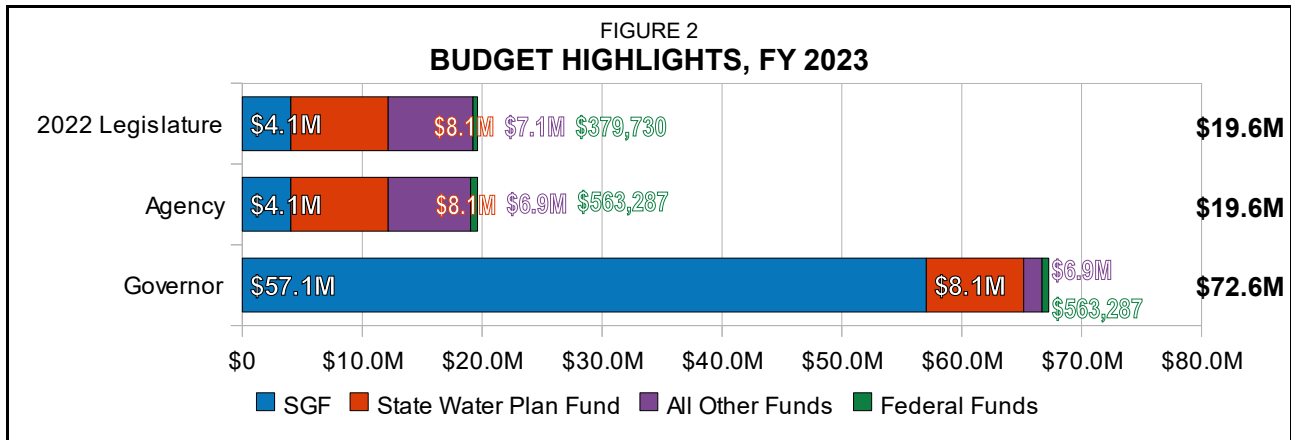 FIGURE 2
BUDGET HIGHLIGHTS, FY 2023
2022 Legislature $4.1M $8.1M $7.1M $379,730 $19.6M
Agency $4.1M $8.1M $6.9M $563,287 $19.6M
Governor $57.1M $8.1M $6.9M $563,287 $72.6M
$0 $10.0M $20.0M $30.0M $40.0M $50.0M $60.0M $70.0M $80.0M
SGF State Water Plan Fund All Other Funds Federal Funds